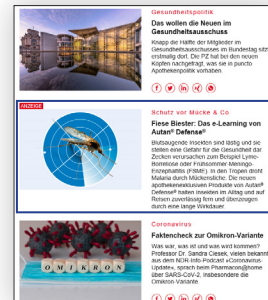 Gesundheitspolitik
Das wollen die Neuen im
Gesundheitsausschuss
Knapp die Hälfte der Mitglieder im
Gesundheitsausschusses im Bundestag sitzt
erstmalig dort. Die PZ hat bei den neuen
Köpfen nachgefragt, was sie in puncto
Apothekenpolitik vorhaben.
ANZEIGE
Schutz vor Mücke & Co
Fiese Biester: Das e-Learning von
Autan® Defense®
Blutsaugende Insekten sind lästig und sie
stellen eine Gefahr für die Gesundheit dar.
Zecken verursachen zum Beispiel Lyme-
Borreliose oder Frühsommer-Meningo-
Enzephalitis (FSME). In den Tropen droht
Malaria durch Mückenstiche. Die neuen
apothekenexklusiven Produkte von Autan®
Defense® halten Insekten im Alltag und auf
Reisen zuverlässig fern und überzeugen
durch eine lange Wirkdauer.
Coronavirus
Faktencheck zur Omikron-Variante
Was war, was ist und was wird kommen?
Professor Dr. Sandra Ciesek, vielen bekannt
aus dem NDR-Info-Podcast »Coronavirus-
Update«, sprach beim Pharmacon@home
über SARS-CoV-2, insbesondere die
Omikron-Variante.
OMIKRON